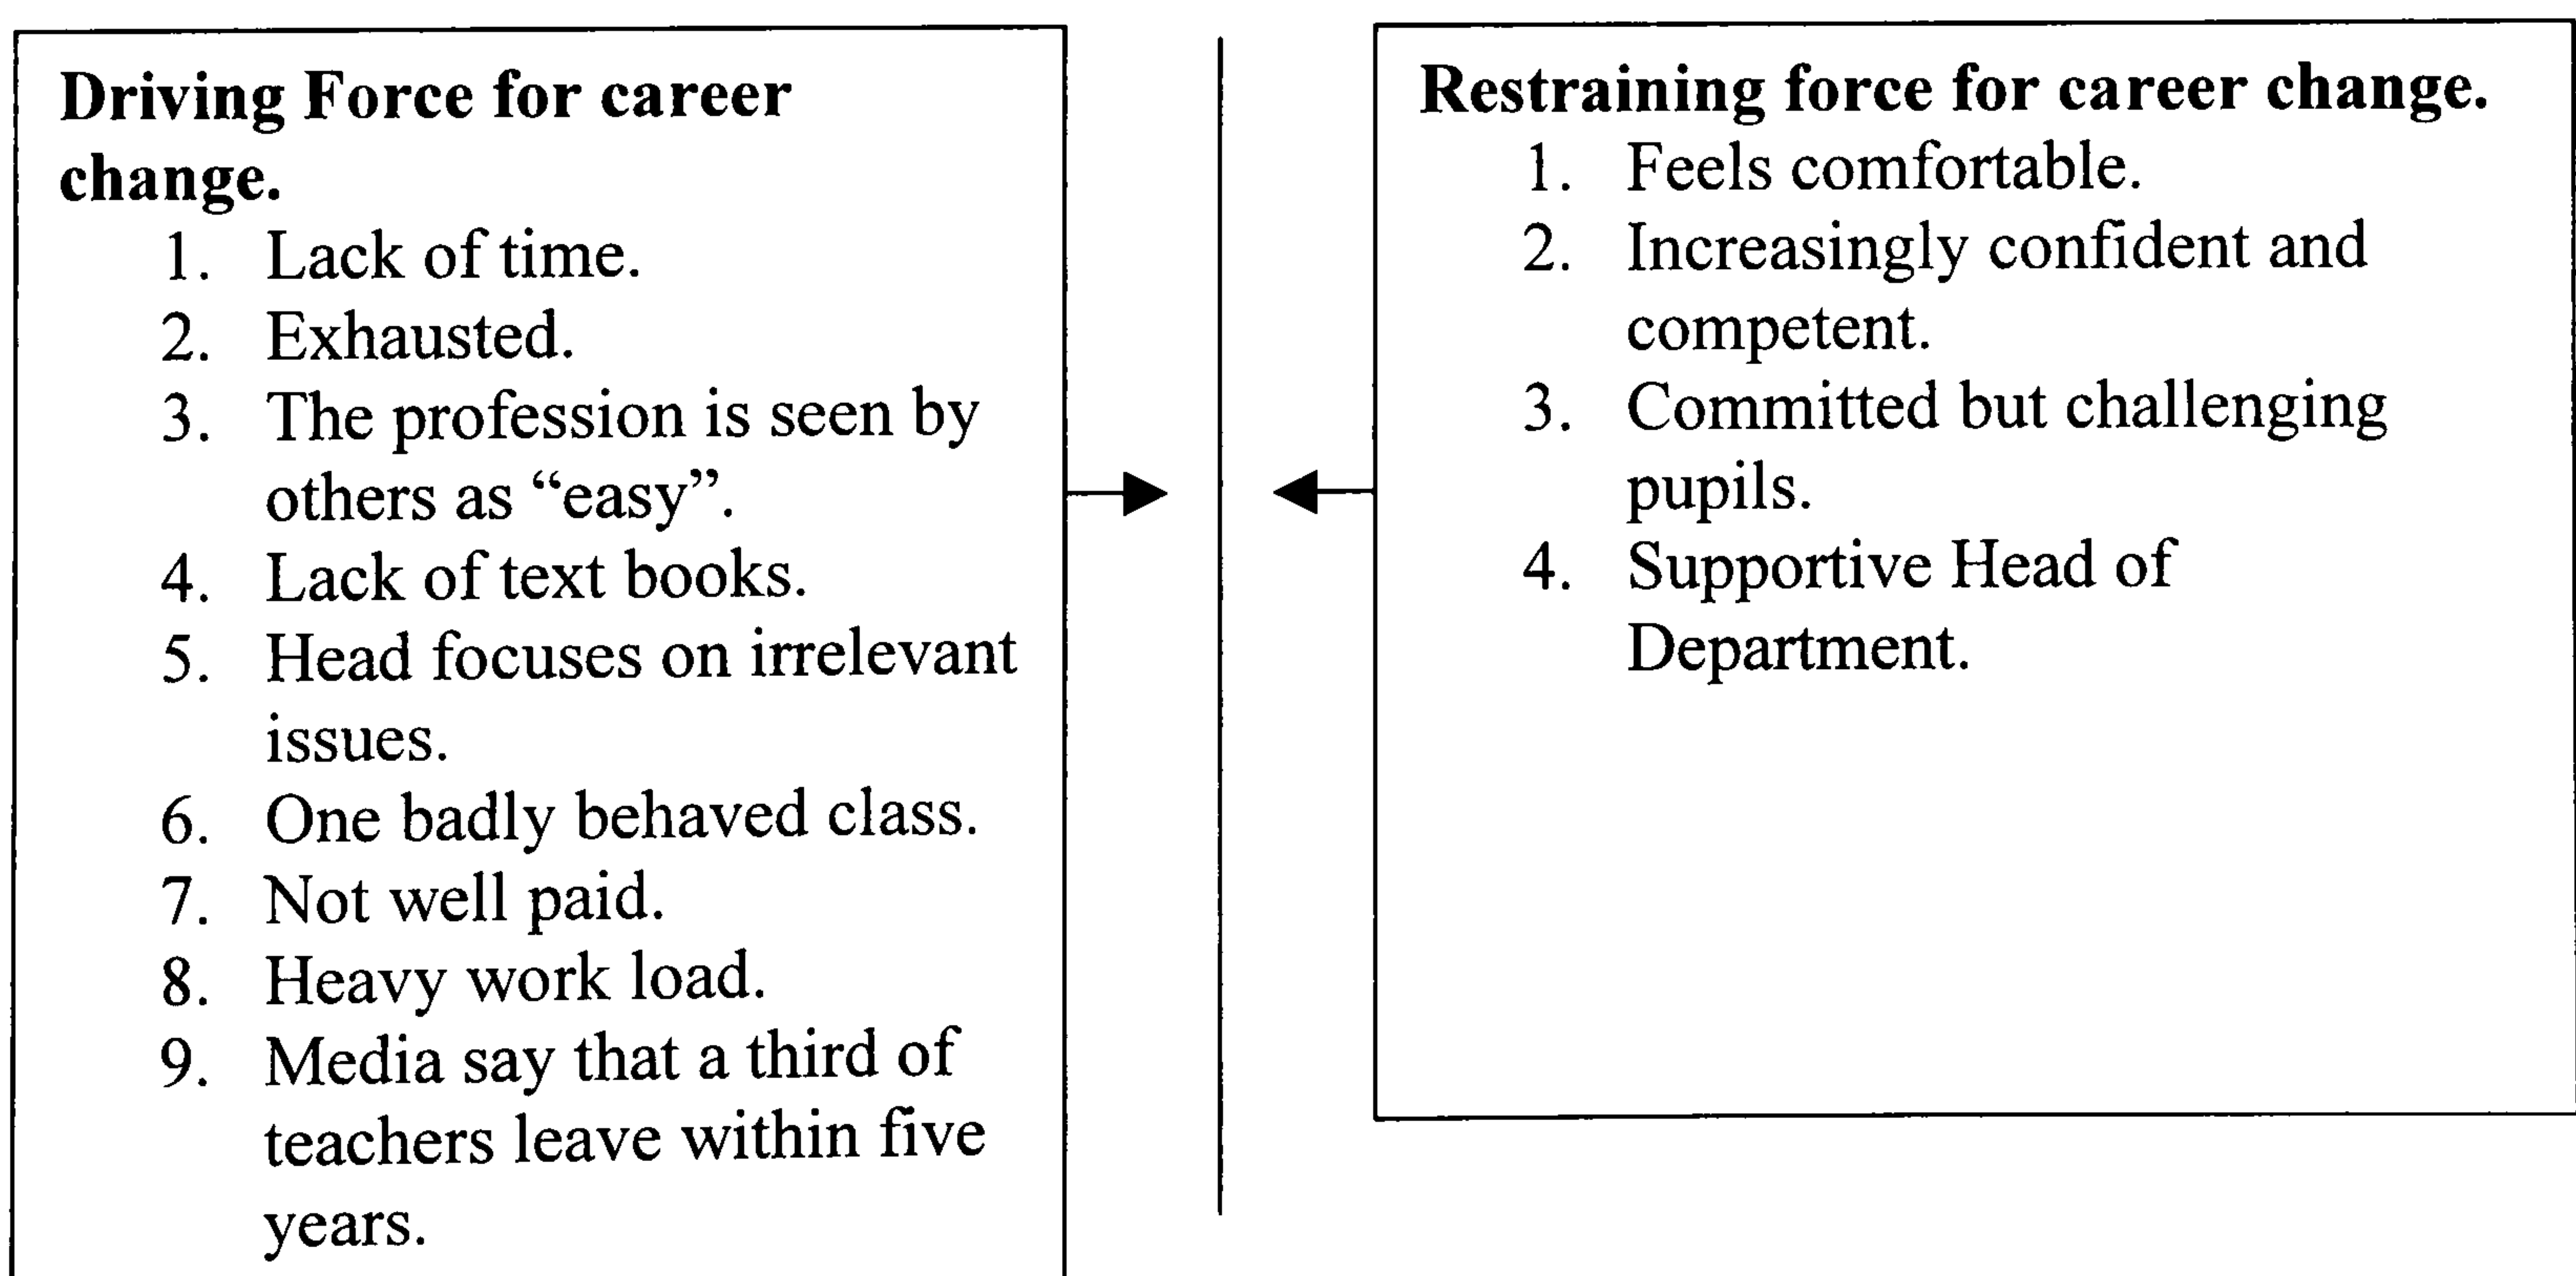 Driving Force for career
change.
1. Lack of time.
2. Exhausted.
3. The profession is seen by
others as “easy”.
4. Lack of text books.
5. Head focuses on irrelevant
issues.
6. One badly behaved class.
7. Not well paid.
8. Heavy work load.
9. Media say that a third of
teachers leave within five
years.
Restraining force for career change.
1. Feels comfortable.
2. Increasingly confident and
competent.
3. Committed but challenging
pupils.
4. Supportive Head of
Department.